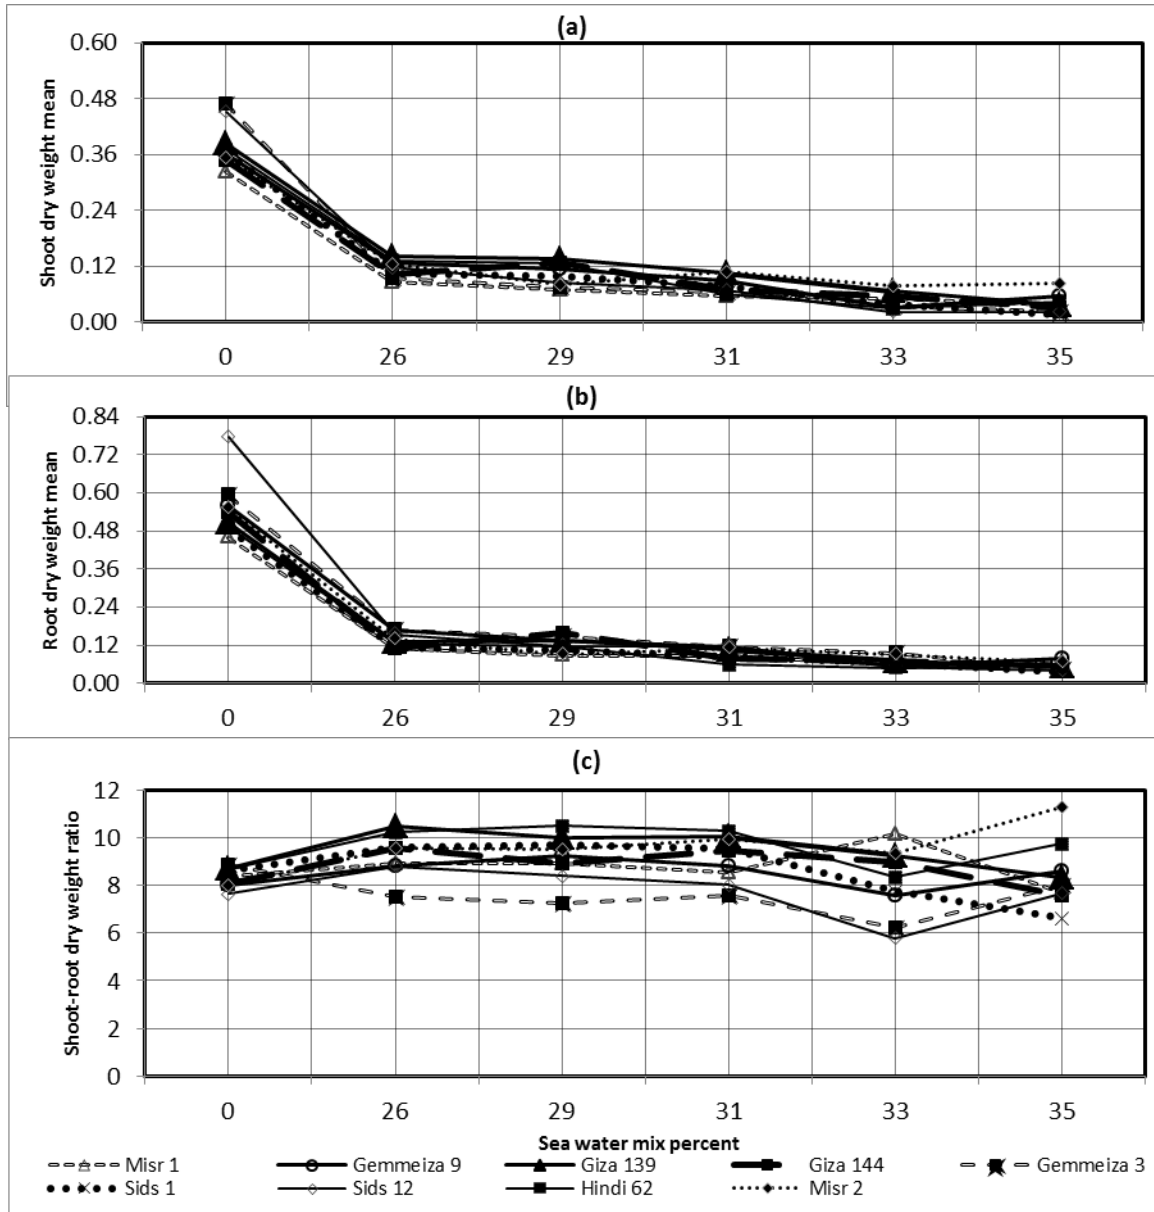 (a)
Shoot dry weight mean
0.60
0.48
0.36
0.24
0.12
0.00
0 26 29 31 33 35
(b)
Root dry weight mean
0.84
0.72
0.60
0.48
0.36
0.24
0.12
0.00
0 26 29 31 33 35
(c)
Shoot-root dry weight ratio
12
10
8
6
4
2
0
0 26 29 31 33 35
Sea water mix percent
Misr 1 Gemmeiza 9 Giza 139 Giza 144 Gemmeiza 3
Sids 1 Sids 12 Hindi 62 Misr 2